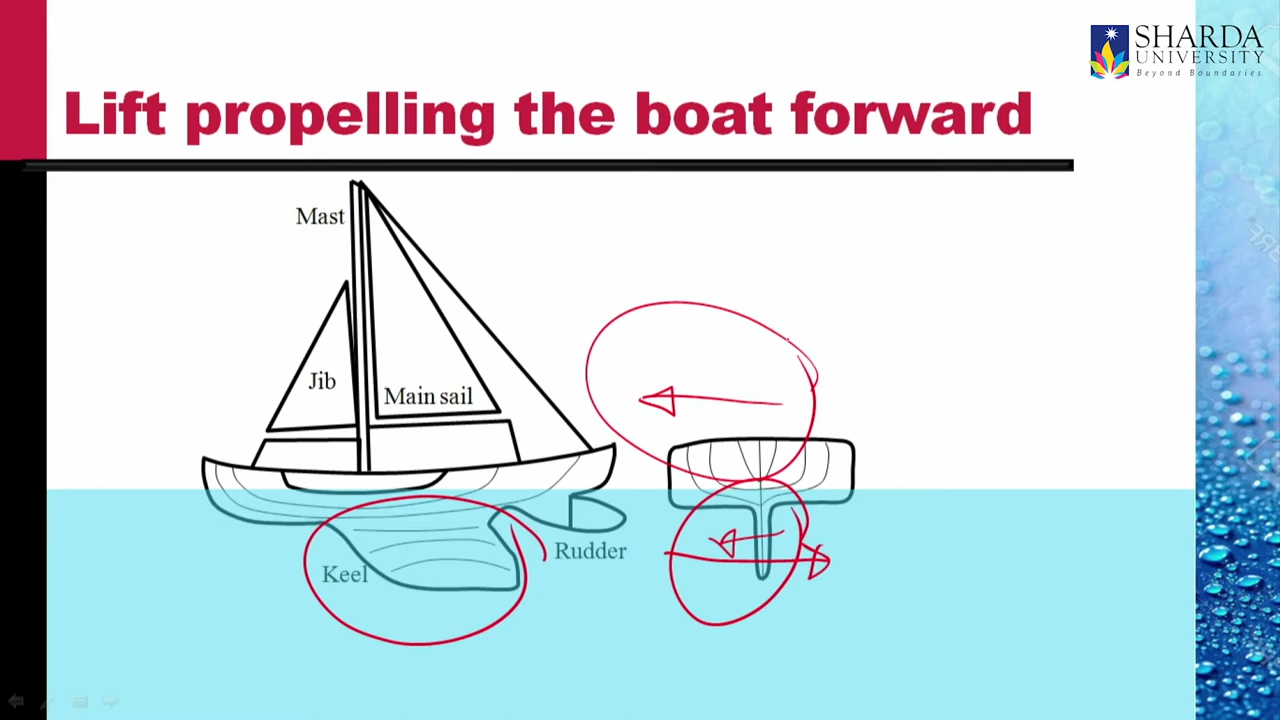 SHARDA
UNIVERSITY
Beyond Boundaries
Lift propelling the boat forward
Mast
Jib
Main sail
Rudder
Keel